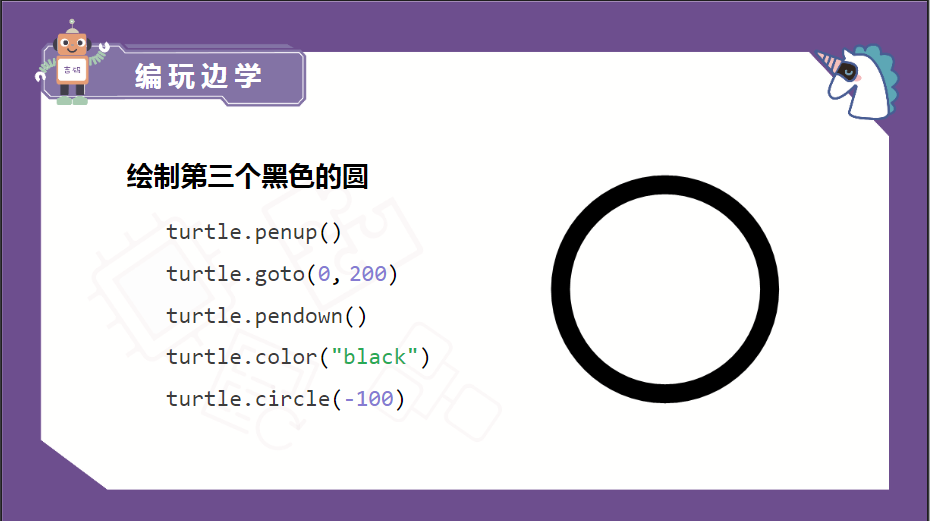 编玩边学
绘制第三个黑色的圆
turtle.penup()
turtle.goto(0, 200)
turtle.pendown()
turtle.color("black")
turtle.circle(-100)